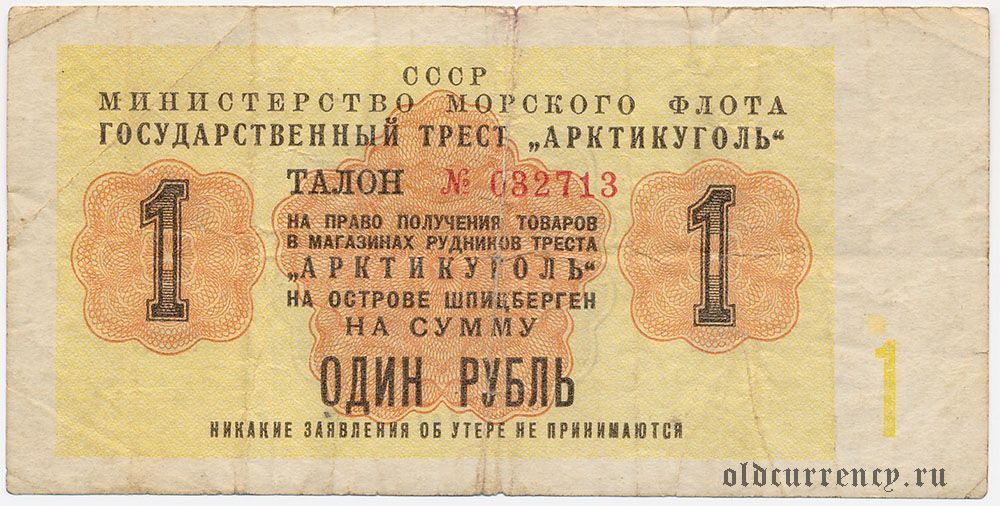 СССР
МИНИСТЕРСТВО МОРСКОГО ФЛОТА
ГОСУДАРСТВЕННЫЙ ТРЕСТ „АРКТИКУГОЛЬ“
ТАЛОН № 032713
1
НА ПРАВО ПОЛУЧЕНИЯ ТОВАРОВ
В МАГАЗИНАХ РУДНИКОВ ТРЕСТА
„АРКТИКУГОЛЬ“
НА ОСТРОВЕ ШПИЦБЕРГЕН
НА СУММУ
1
ОДИН РУБЛЬ
НИКАКИЕ ЗАЯВЛЕНИЯ ОБ УТЕРЕ НЕ ПРИНИМАЮТСЯ
1
oldcurrency.ru